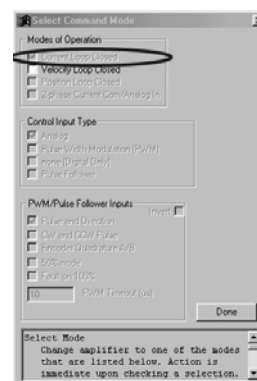 Select Command Mode
Modes of Operation
Current Loop Closed
Velocity Loop Closed
Position Loop Closed
2-phase Current Com/Analog In
Control Input Type
Analog
Pulse Width Modulation (PWM)
none (Digital Only)
Pulse Follower
PWM/Pulse Follower Inputs
Invert
Pulse and Direction
CW and CCW Pulse
Encoder Quadrature A/B
50% mode
Fault on 100%
10 PWM Timeout (us)
Done
Select Mode
Change amplifier to one of the modes
that are listed below. Action is
immediate upon checking a selection.